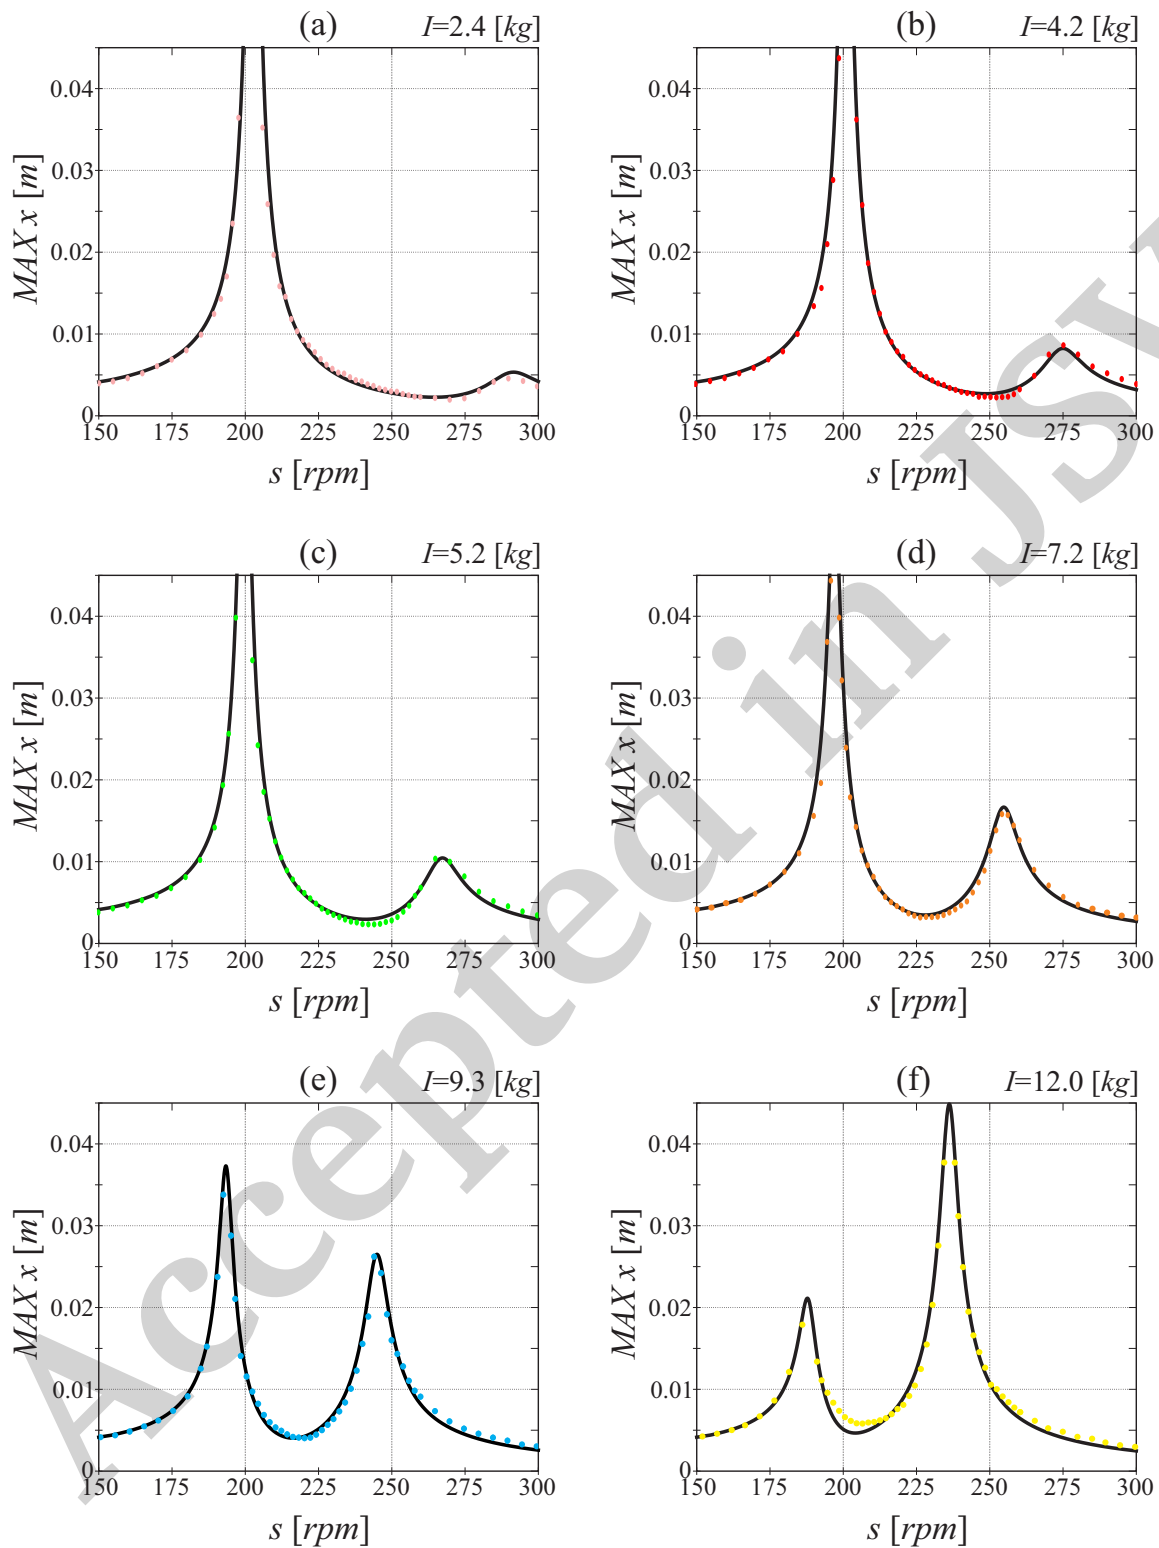 (a) I=2.4 [kg]
(b) I=4.2 [kg]
MAX x [m]
0.04
0.03
0.02
0.01
0
150 175 200 225 250 275 300
s [rpm]
MAX x [m]
0.04
0.03
0.02
0.01
0
150 175 200 225 250 275 300
s [rpm]
(c) I=5.2 [kg]
(d) I=7.2 [kg]
MAX x [m]
0.04
0.03
0.02
0.01
0
150 175 200 225 250 275 300
s [rpm]
MAX x [m]
0.04
0.03
0.02
0.01
0
150 175 200 225 250 275 300
s [rpm]
(e) I=9.3 [kg]
(f) I=12.0 [kg]
MAX x [m]
0.04
0.03
0.02
0.01
0
150 175 200 225 250 275 300
s [rpm]
MAX x [m]
0.04
0.03
0.02
0.01
0
150 175 200 225 250 275 300
s [rpm]
Accepted in JSV